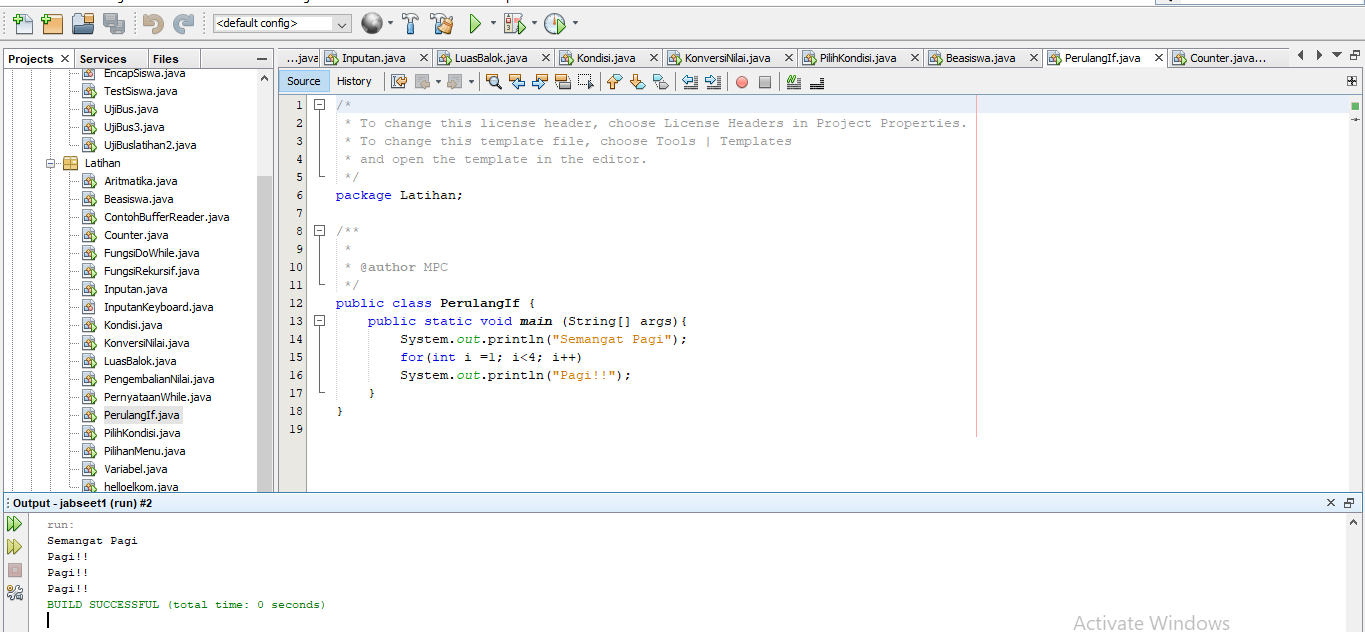 <default config>
Projects
Services
Files
...java
Inputan.java
LuasBalok.java
Kondisi.java
KonversiNilai.java
PilihKondisi.java
Beasiswa.java
PerulangIf.java
Counter.java...
Source
History
EncapSiswa.java
TestSiswa.java
UjiBus.java
UjiBus3.java
UjiBuslatihan2.java
Latihan
Aritmatika.java
Beasiswa.java
ContohBufferReader.java
Counter.java
FungsiDoWhile.java
FungsiRekursif.java
Inputan.java
InputanKeyboard.java
Kondisi.java
KonversiNilai.java
LuasBalok.java
PengembalianNilai.java
PernyataanWhile.java
PerulangIf.java
PilihKondisi.java
PilihanMenu.java
Variabel.java
helloelkom.java
1 /*
2 * To change this license header, choose License Headers in Project Properties.
3 * To change this template file, choose Tools | Templates
4 * and open the template in the editor.
5 */
6 package Latihan;
7
8 /**
9 *
10 * @author MPC
11 */
12 public class PerulangIf {
13 public static void main (String[] args){
14 System.out.println("Semangat Pagi");
15 for(int i =1; i<4; i++)
16 System.out.println("Pagi!!");
17 }
18 }
19
Output - jabseet1 (run) #2
run:
Semangat Pagi
Pagi!!
Pagi!!
Pagi!!
BUILD SUCCESSFUL (total time: 0 seconds)
Activate Windows